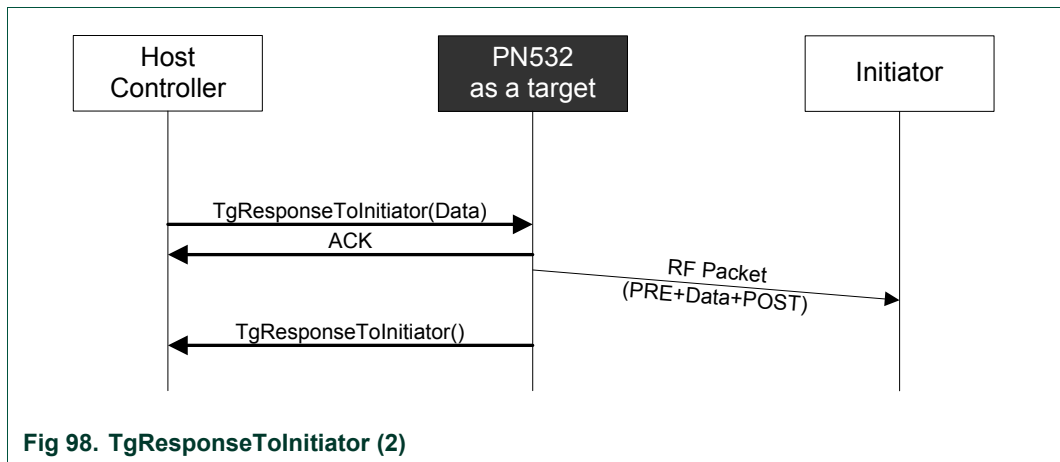 Host
Controller
PN532
as a target
Initiator
TgResponseToInitiator(Data)
ACK
RF Packet
(PRE+Data+POST)
TgResponseToInitiator()
Fig 98. TgResponseToInitiator (2)